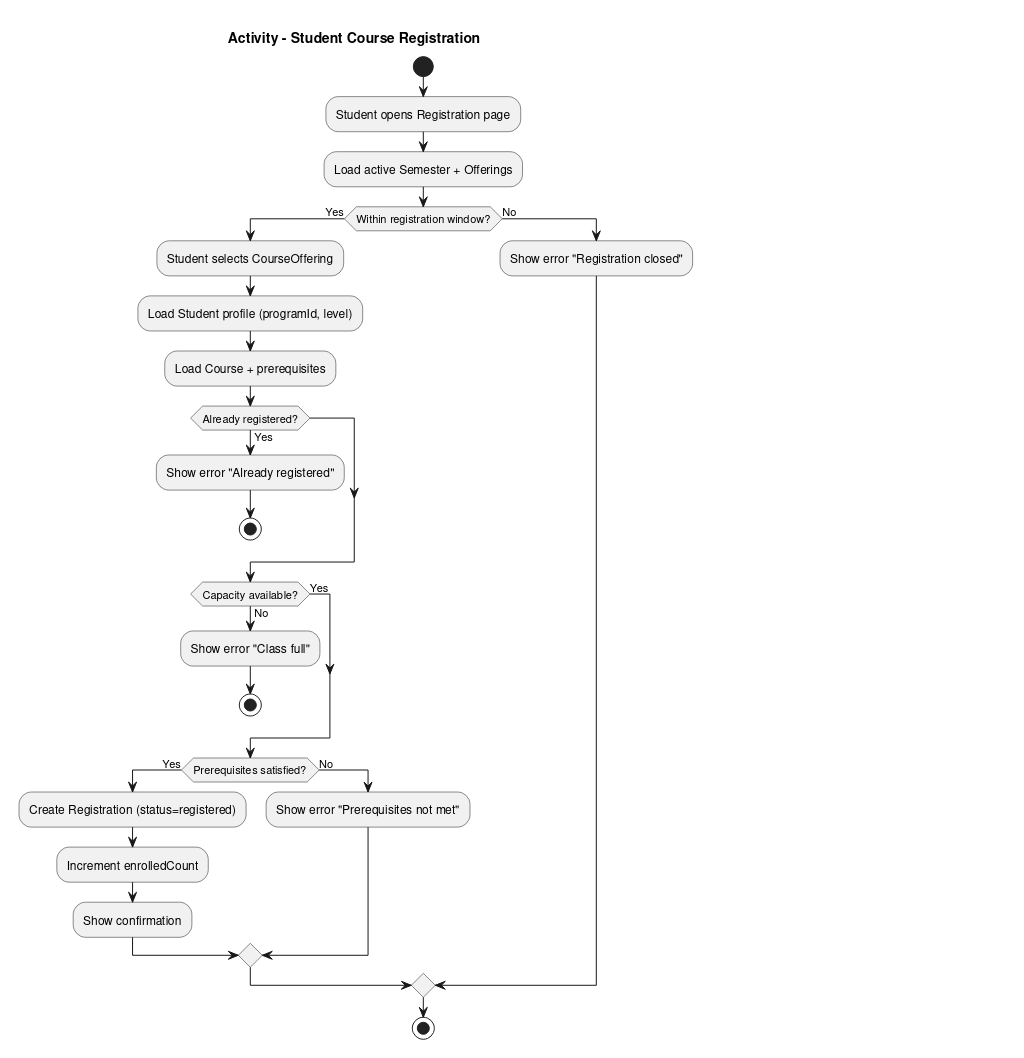 Activity - Student Course Registration
Student opens Registration page
Load active Semester + Offerings
Within registration window?
Yes
No
Student selects CourseOffering
Show error "Registration closed"
Load Student profile (programId, level)
Load Course + prerequisites
Already registered?
Yes
Show error "Already registered"
Capacity available?
Yes
No
Show error "Class full"
Prerequisites satisfied?
Yes
No
Create Registration (status=registered)
Show error "Prerequisites not met"
Increment enrolledCount
Show confirmation